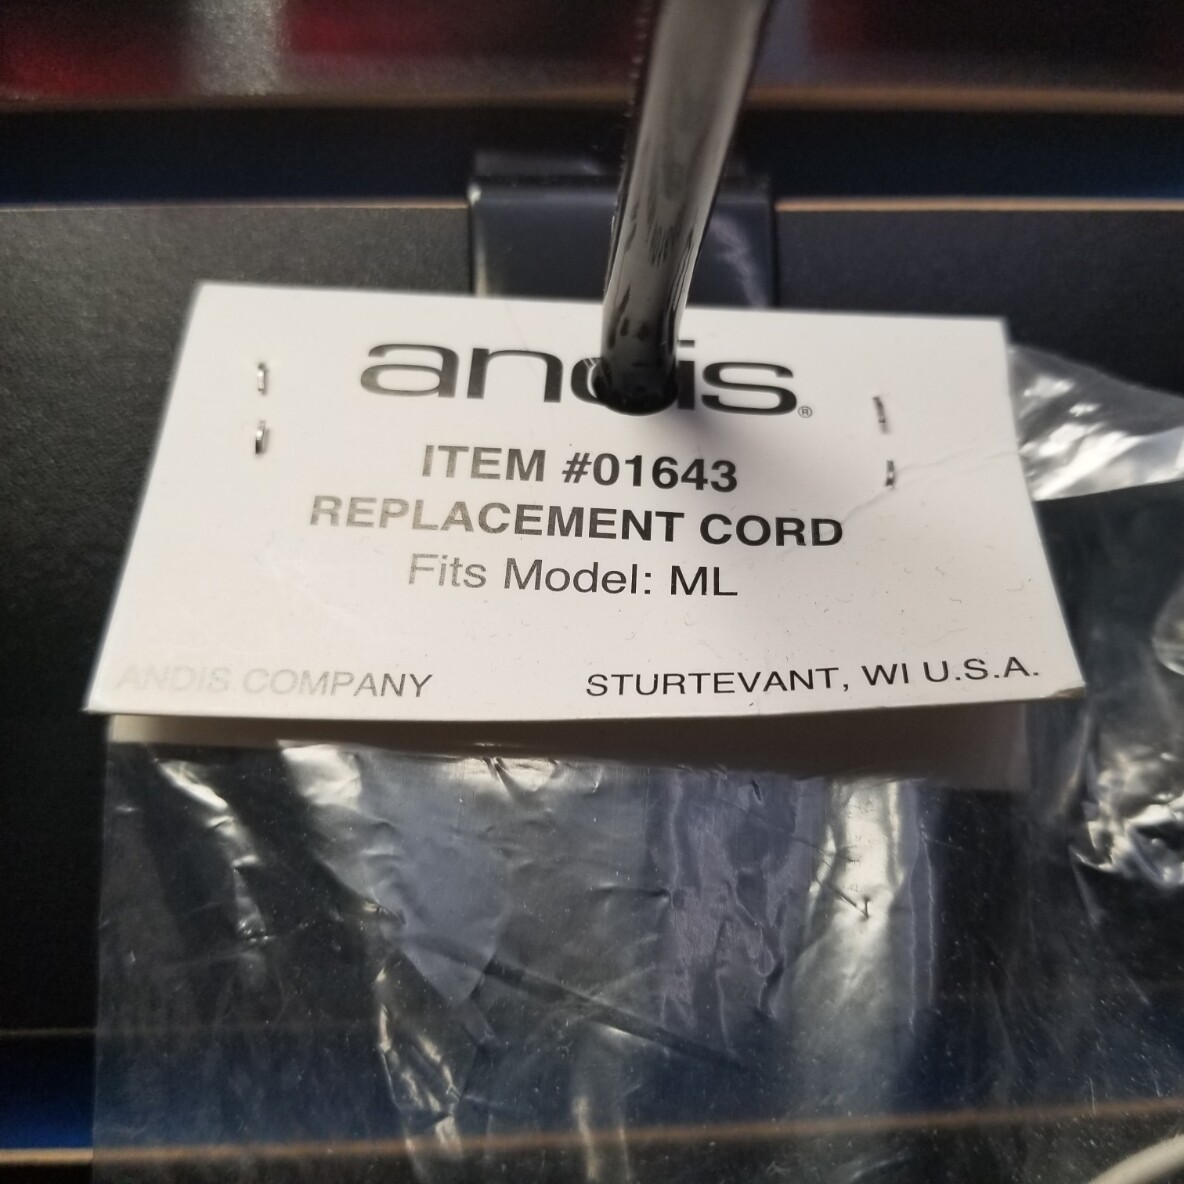 andis®
ITEM #01643
REPLACEMENT CORD
Fits Model: ML
ANDIS COMPANY STURTEVANT, WI U.S.A.